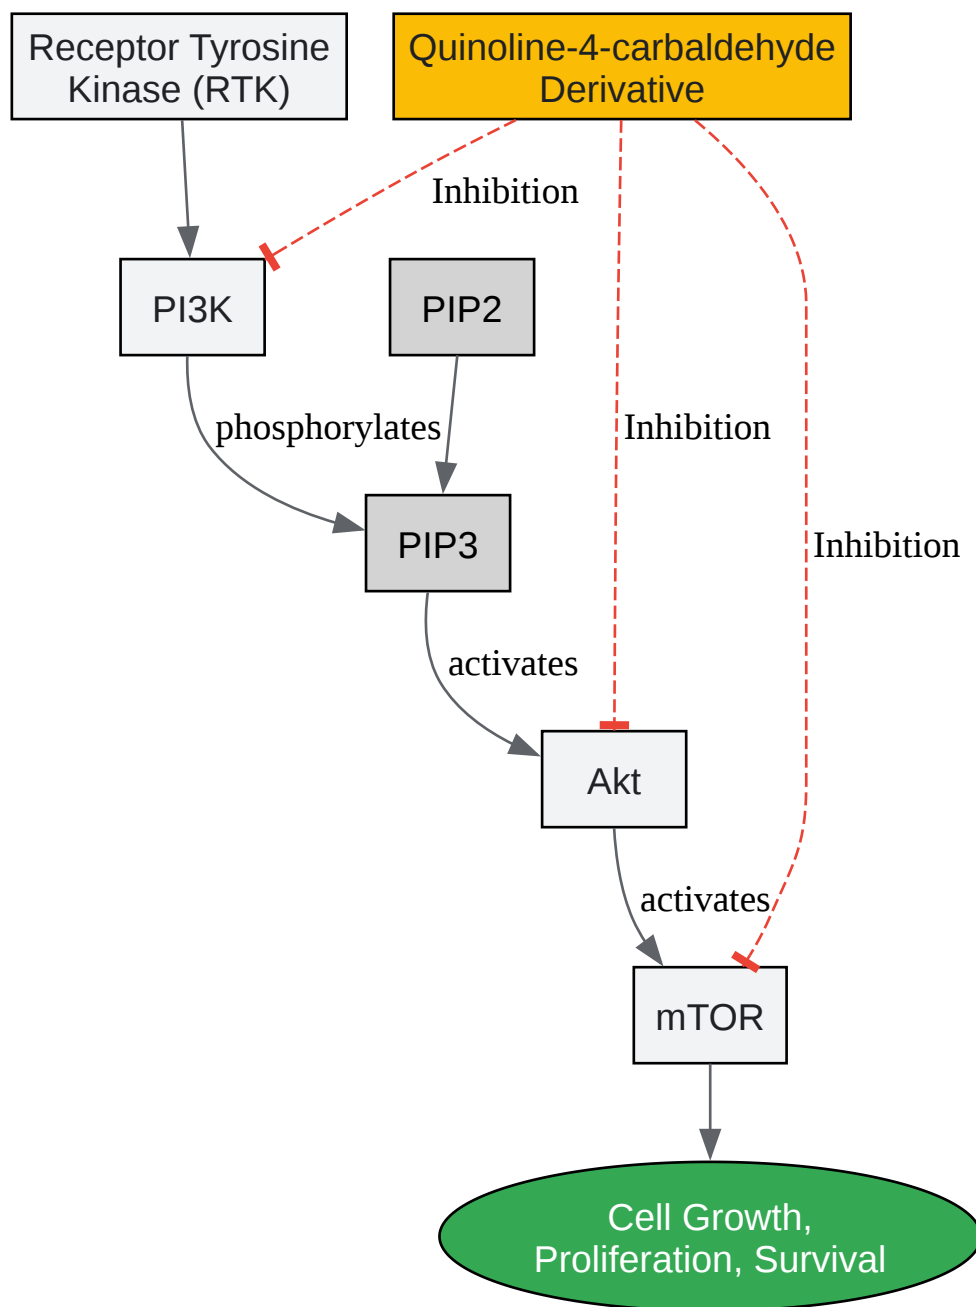 Receptor Tyrosine
Kinase (RTK)
Quinoline-4-carbaldehyde
Derivative
Inhibition
PI3K
PIP2
phosphorylates
Inhibition
PIP3
Inhibition
activates
Akt
activates
mTOR
Cell Growth,
Proliferation, Survival